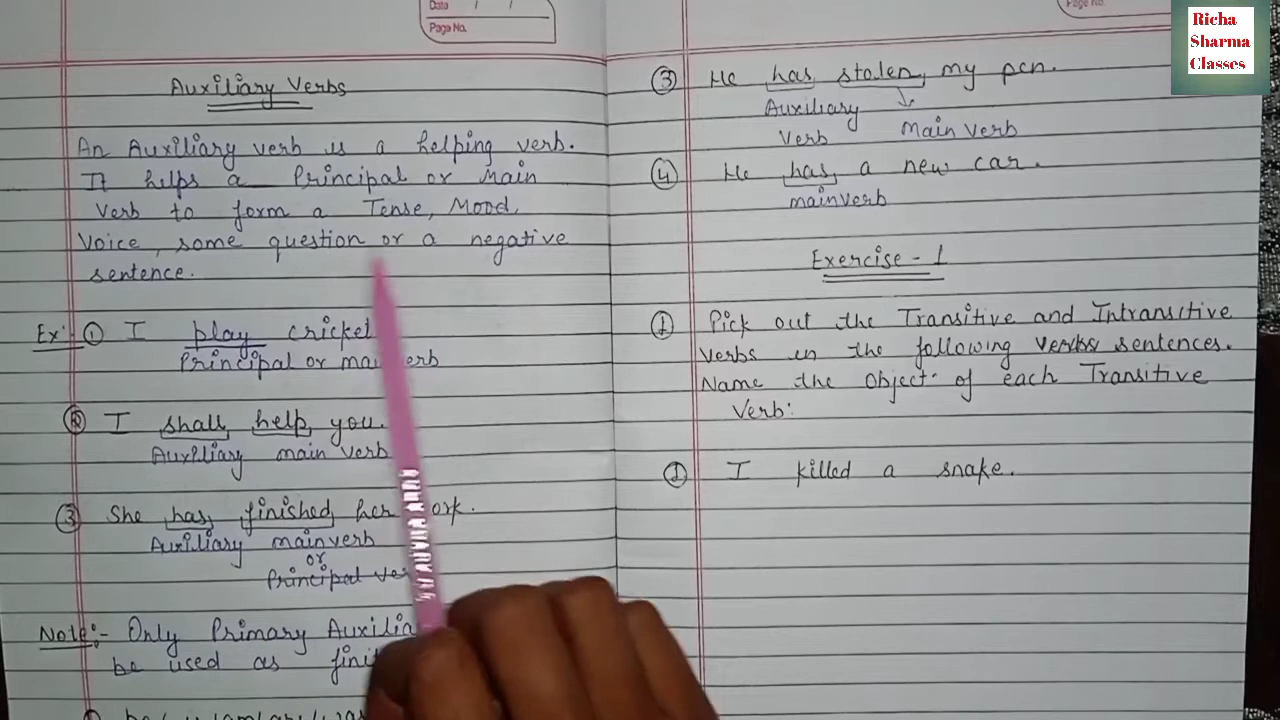 Data / /
Page No.
Auxiliary Verbs
An Auxiliary verb is a helping verb.
It helps a Principal or Main
Verb to form a Tense, Mood,
Voice, some question or a negative
sentence.
Ex:- ① I play cricket
Principal or main verb
② I shall help you.
Auxiliary main verb
③ She has finished her work.
Auxiliary main verb
or
Principal ver
Note:- Only Primary Auxilia
be used as finit
Page No.
③ He has stolen my pen.
Auxiliary
Verb main verb
④ He has a new car.
main verb
Exercise - 1
① Pick out the Transitive and Intransitive
Verbs in the following verbs sentences.
Name the object of each Transitive
Verb:
① I killed a snake.
Richa
Sharma
Classes